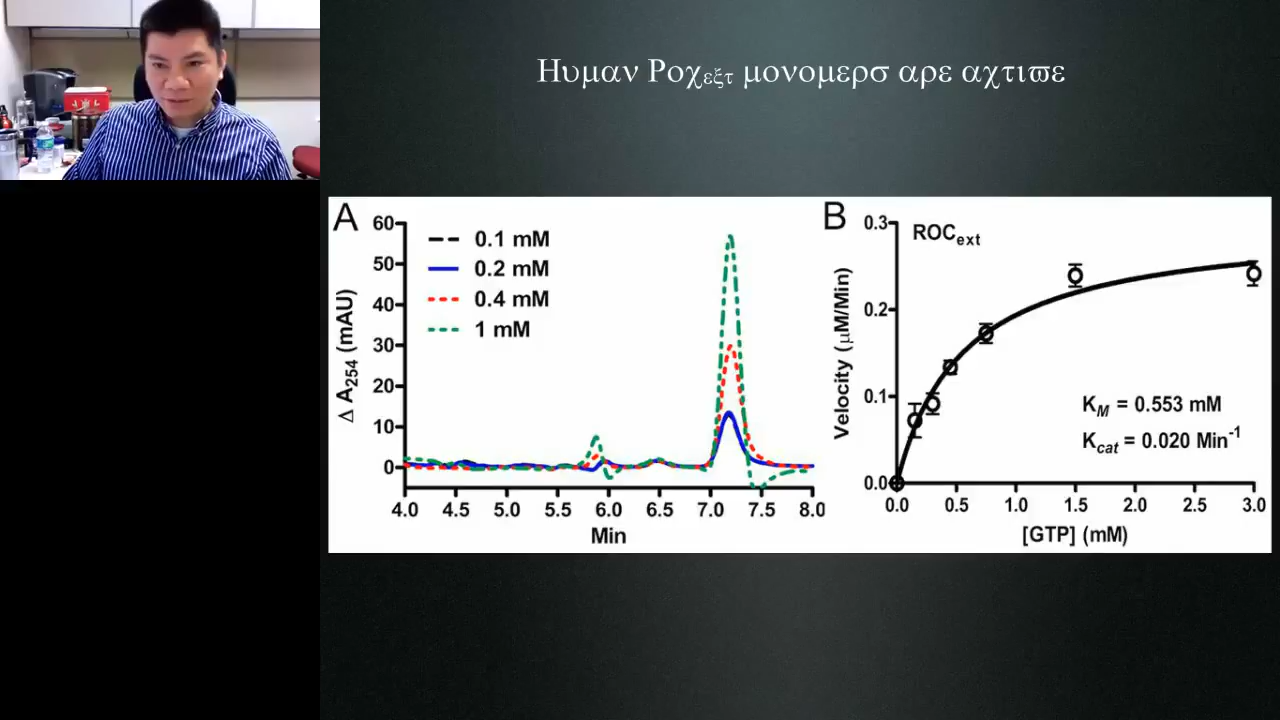 Ηυμαν Ροχεξτ μονομερσ αρε αχτιϖε
A
60
50
40
30
20
10
0
Δ A254 (mAU)
0.1 mM
0.2 mM
0.4 mM
1 mM
4.0 4.5 5.0 5.5 6.0 6.5 7.0 7.5 8.0
Min
B
0.3
0.2
0.1
0.0
Velocity (μM/Min)
ROCext
KM = 0.553 mM
Kcat = 0.020 Min-1
0.0 0.5 1.0 1.5 2.0 2.5 3.0
[GTP] (mM)